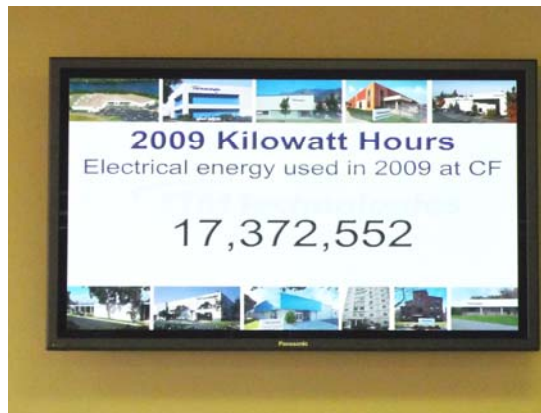 2009 Kilowatt Hours
Electrical energy used in 2009 at CF
17,372,552
Panasonic